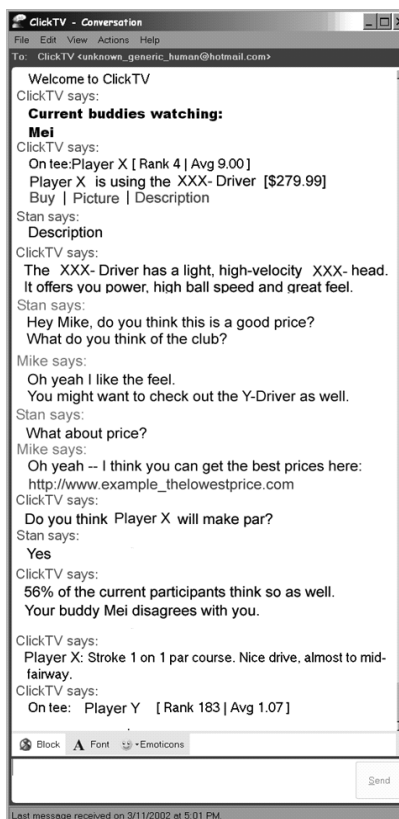 ClickTV - Conversation
File Edit View Actions Help
To: ClickTV <unknown_generic_human@hotmail.com>
Welcome to ClickTV
ClickTV says:
Current buddies watching:
Mei
ClickTV says:
On tee:Player X [ Rank 4 | Avg 9.00 ]
Player X is using the XXX- Driver [$279.99]
Buy | Picture | Description
Stan says:
Description
ClickTV says:
The XXX- Driver has a light, high-velocity XXX- head.
It offers you power, high ball speed and great feel.
Stan says:
Hey Mike, do you think this is a good price?
What do you think of the club?
Mike says:
Oh yeah I like the feel.
You might want to check out the Y-Driver as well.
Stan says:
What about price?
Mike says:
Oh yeah -- I think you can get the best prices here:
http://www.example_thelowestprice.com
ClickTV says:
Do you think Player X will make par?
Stan says:
Yes
ClickTV says:
56% of the current participants think so as well.
Your buddy Mei disagrees with you.
ClickTV says:
Player X: Stroke 1 on 1 par course. Nice drive, almost to mid-
fairway.
ClickTV says:
On tee: Player Y [ Rank 183 | Avg 1.07 ]
Block A Font Emoticons
Send
Last message received on 3/11/2002 at 5:01 PM.